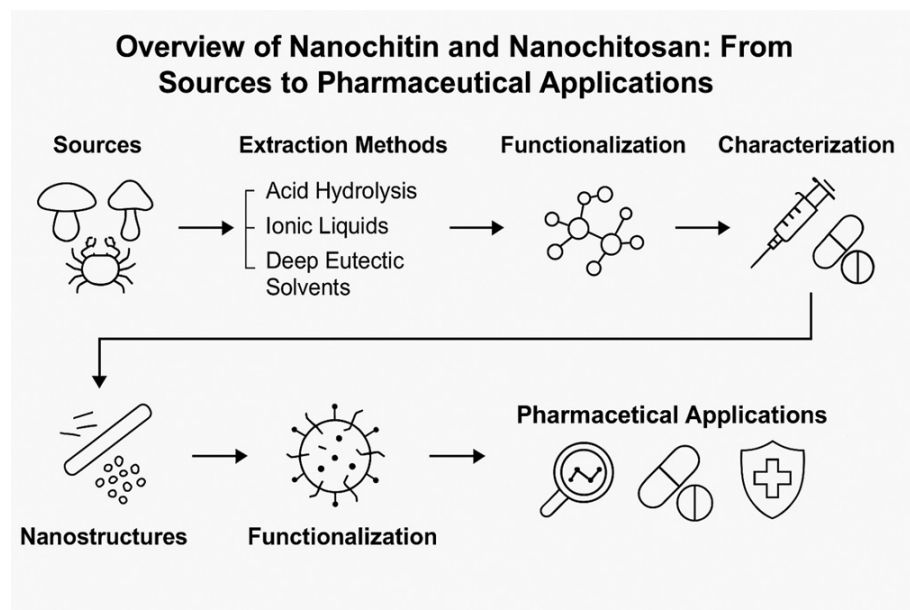 Overview of Nanochitin and Nanochitosan: From
Sources to Pharmaceutical Applications
Sources
Extraction Methods
Functionalization
Characterization
Acid Hydrolysis
Ionic Liquids
Deep Eutectic
Solvents
Pharmacetical Applications
Nanostructures
Functionalization